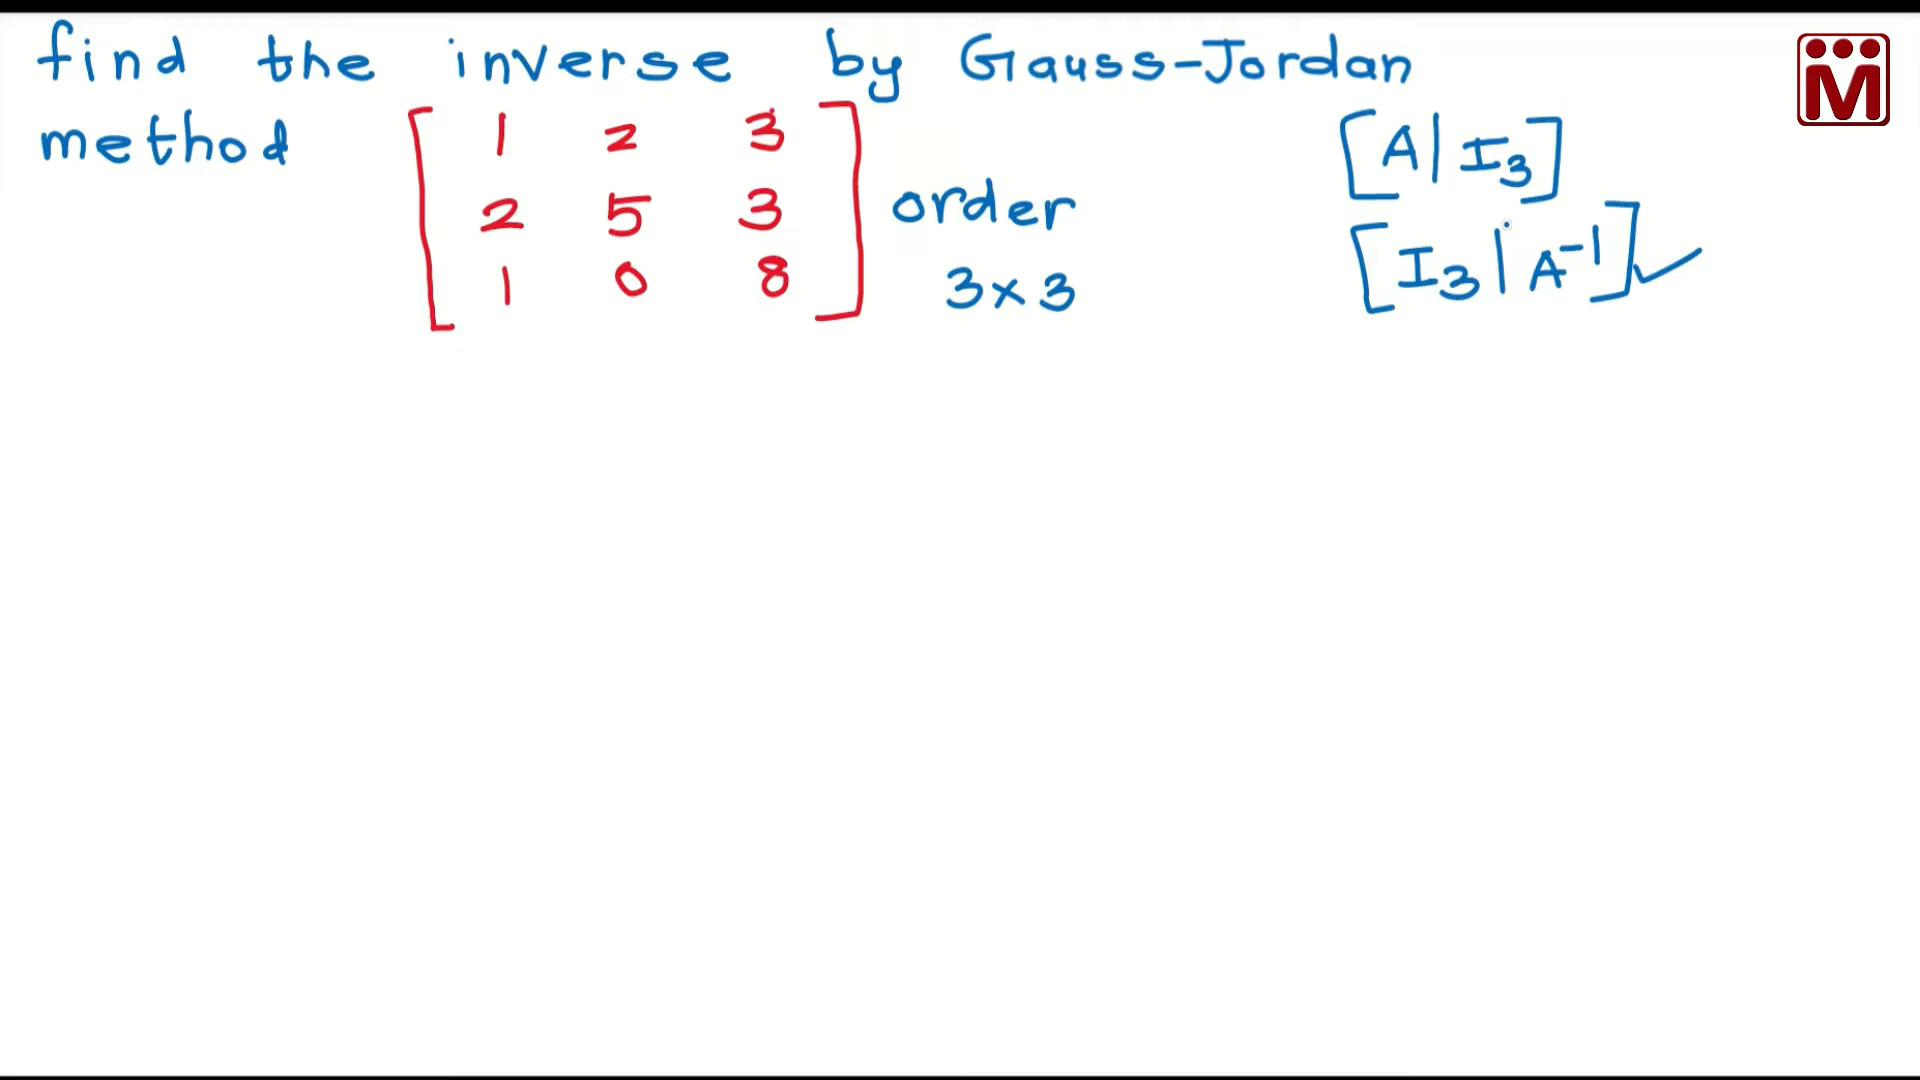 find the inverse by Gauss-Jordan
method
1 2 3
2 5 3
1 0 8
order
3×3
[A|I₃]
[I₃|A⁻¹]✓
M